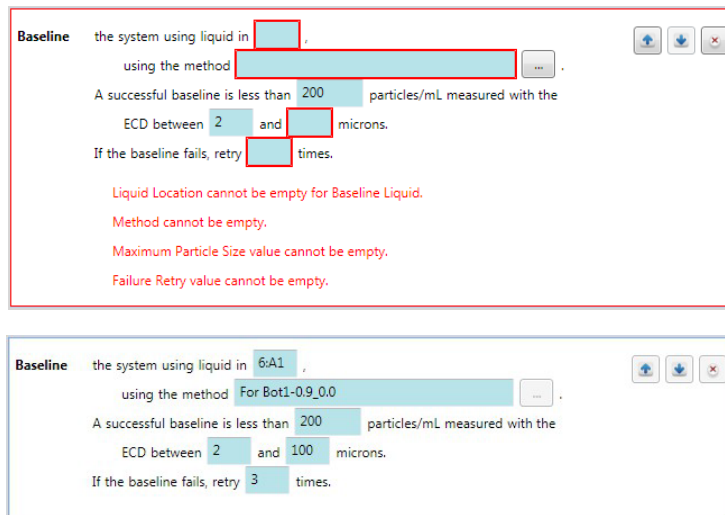 Baseline the system using liquid in ,
using the method ... .
A successful baseline is less than 200 particles/mL measured with the
ECD between 2 and microns.
If the baseline fails, retry times.
Liquid Location cannot be empty for Baseline Liquid.
Method cannot be empty.
Maximum Particle Size value cannot be empty.
Failure Retry value cannot be empty.
Baseline the system using liquid in 6:A1 ,
using the method For Bot1-0.9_0.0 ... .
A successful baseline is less than 200 particles/mL measured with the
ECD between 2 and 100 microns.
If the baseline fails, retry 3 times.